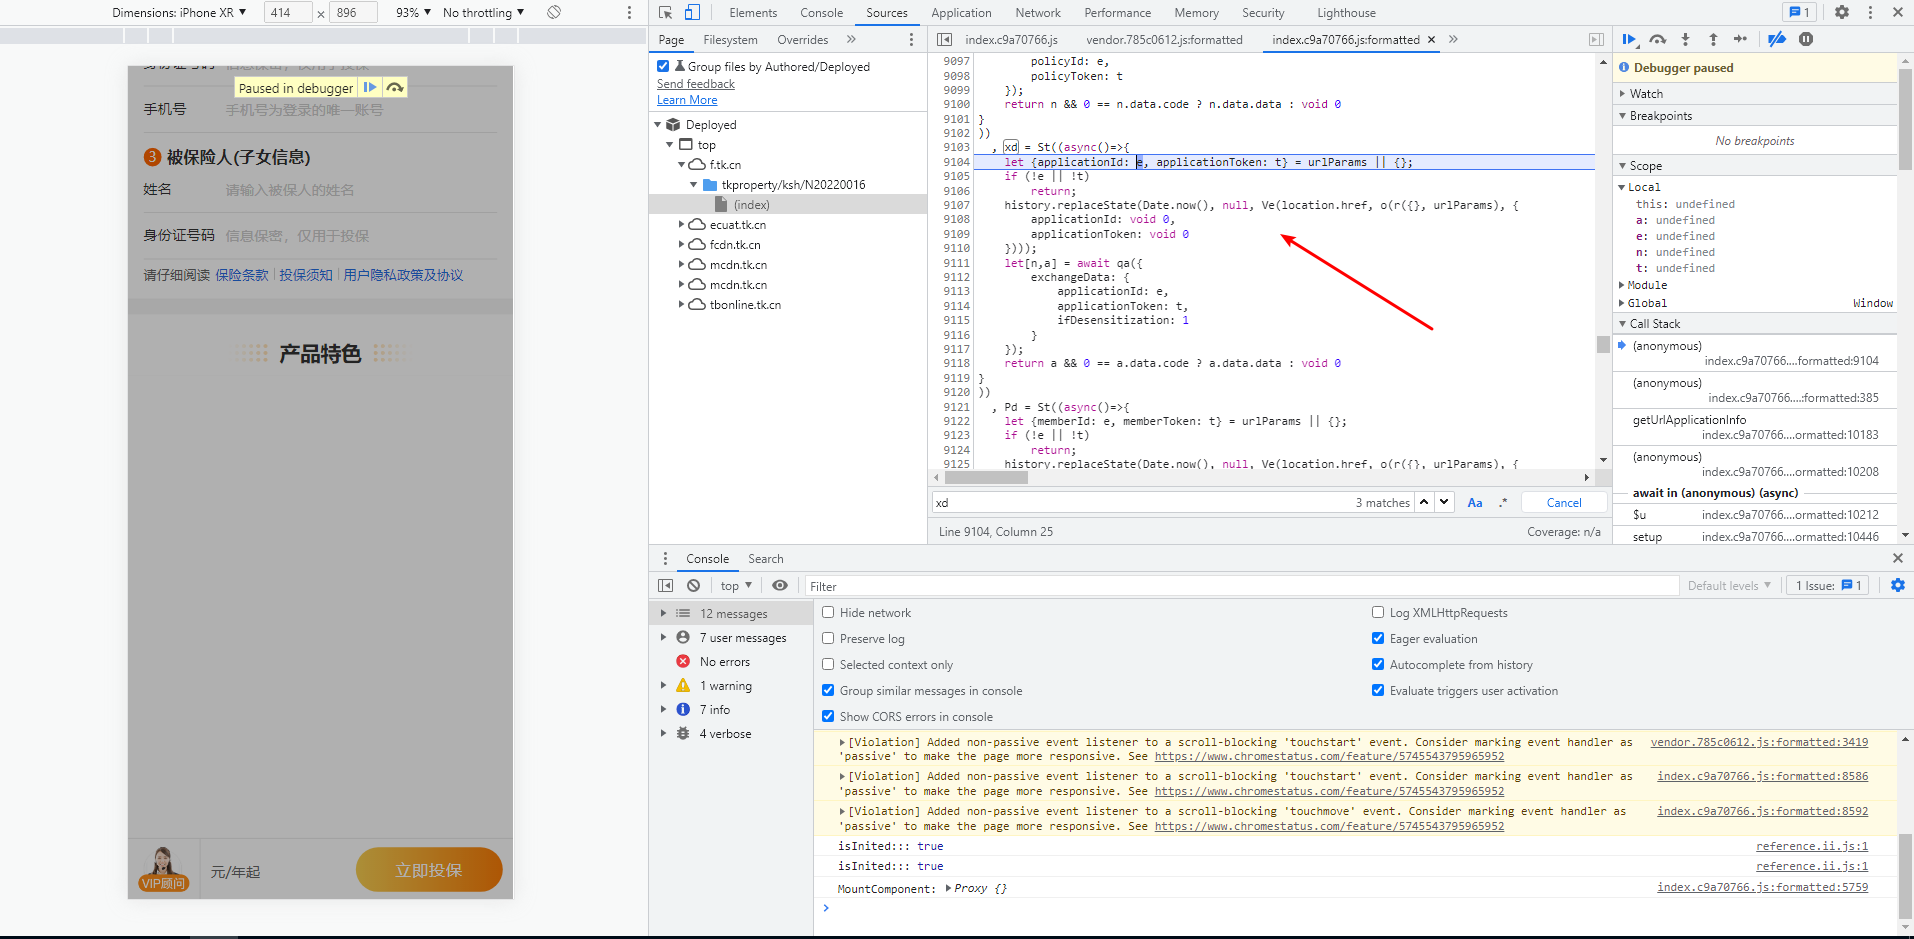 Dimensions: iPhone XR ▼ 414 × 896 93% ▼ No throttling ▼
Elements Console Sources Application Network Performance Memory Security Lighthouse 1
Page Filesystem Overrides »
index.c9a70766.js vendor.785c0612.js:formatted index.c9a70766.js:formatted × »
Paused in debugger
手机号 手机号为登录的唯一账号
3 被保险人(子女信息)
姓名 请输入被保人的姓名
身份证号码 信息保密，仅用于投保
请仔细阅读 保险条款 | 投保须知 | 用户隐私政策及协议
产品特色
VIP顾问
元/年起
立即投保
Group files by Authored/Deployed
Send feedback
Learn More
Deployed
top
f.tk.cn
tkproperty/ksh/N20220016
(index)
ecuat.tk.cn
fcdn.tk.cn
mcdn.tk.cn
mcdn.tk.cn
tbonline.tk.cn
9097 policyId: e,
9098 policyToken: t
9099 });
9100 return n && 0 == n.data.code ? n.data.data : void 0
9101 }
9102 ))
9103 , xd = St((async()=>{
9104 let {applicationId: e, applicationToken: t} = urlParams || {};
9105 if (!e || !t)
9106 return;
9107 history.replaceState(Date.now(), null, Ve(location.href, o(r({}, urlParams), {
9108 applicationId: void 0,
9109 applicationToken: void 0
9110 })));
9111 let[n,a] = await qa({
9112 exchangeData: {
9113 applicationId: e,
9114 applicationToken: t,
9115 ifDesensitization: 1
9116 }
9117 });
9118 return a && 0 == a.data.code ? a.data.data : void 0
9119 }
9120 ))
9121 , Pd = St((async()=>{
9122 let {memberId: e, memberToken: t} = urlParams || {};
9123 if (!e || !t)
9124 return;
9125 history.replaceState(Date.now(), null, Ve(location.href, o(r({}, urlParams), {
xd 3 matches Aa .* Cancel
Line 9104, Column 25 Coverage: n/a
Debugger paused
Watch
Breakpoints
No breakpoints
Scope
Local
this: undefined
a: undefined
e: undefined
n: undefined
t: undefined
Module
Global Window
Call Stack
(anonymous)
index.c9a70766....formatted:9104
(anonymous)
index.c9a70766....:formatted:385
getUrlApplicationInfo
index.c9a70766....ormatted:10183
(anonymous)
index.c9a70766....ormatted:10208
await in (anonymous) (async)
$u index.c9a70766....ormatted:10212
setup index.c9a70766....ormatted:10446
Console Search
top ▼ Filter Default levels ▼ 1 Issue: 1
12 messages
7 user messages
No errors
1 warning
7 info
4 verbose
Hide network Log XMLHttpRequests
Preserve log Eager evaluation
Selected context only Autocomplete from history
Group similar messages in console Evaluate triggers user activation
Show CORS errors in console
[Violation] Added non-passive event listener to a scroll-blocking 'touchstart' event. Consider marking event handler as vendor.785c0612.js:formatted:3419
'passive' to make the page more responsive. See https://www.chromestatus.com/feature/5745543795965952
[Violation] Added non-passive event listener to a scroll-blocking 'touchstart' event. Consider marking event handler as index.c9a70766.js:formatted:8586
'passive' to make the page more responsive. See https://www.chromestatus.com/feature/5745543795965952
[Violation] Added non-passive event listener to a scroll-blocking 'touchmove' event. Consider marking event handler as index.c9a70766.js:formatted:8592
'passive' to make the page more responsive. See https://www.chromestatus.com/feature/5745543795965952
isInited::: true reference.ii.js:1
isInited::: true reference.ii.js:1
MountComponent: Proxy {} index.c9a70766.js:formatted:5759